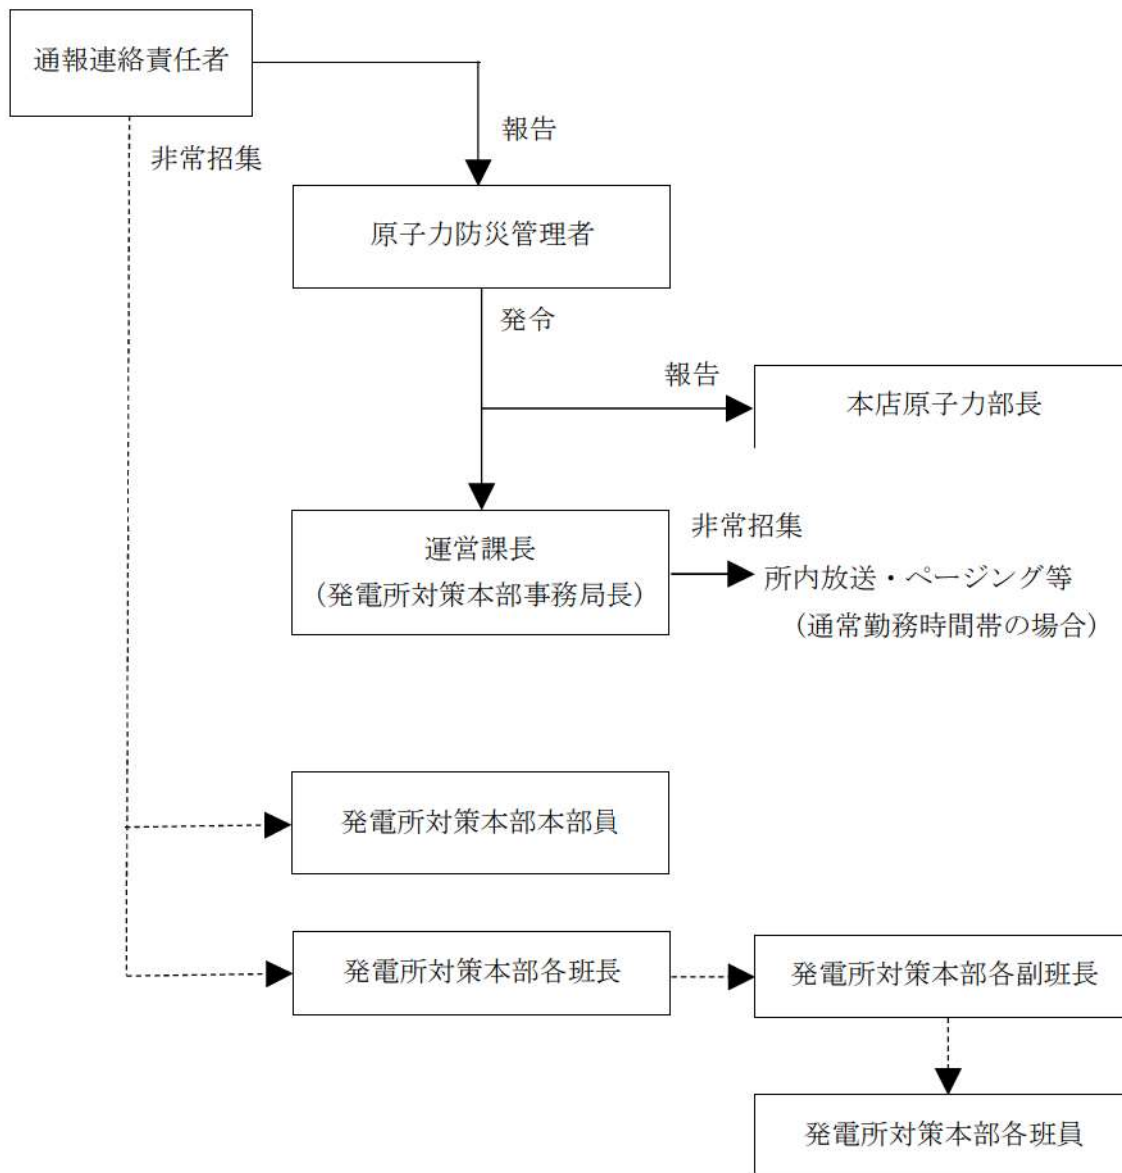 通報連絡責任者
報告
非常招集
原子力防災管理者
発令
報告
本店原子力部長
運営課長
（発電所対策本部事務局長）
非常招集
所内放送・ページング等
（通常勤務時間帯の場合）
発電所対策本部本部員
発電所対策本部各班長
発電所対策本部各副班長
発電所対策本部各班員